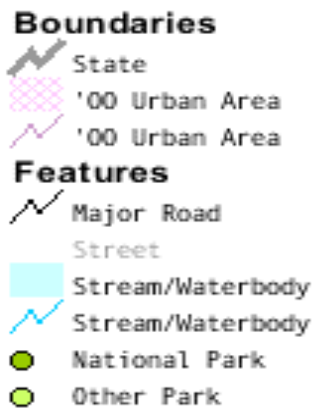 Boundaries
State
'00 Urban Area
'00 Urban Area
Features
Major Road
Street
Stream/Waterbody
Stream/Waterbody
National Park
Other Park